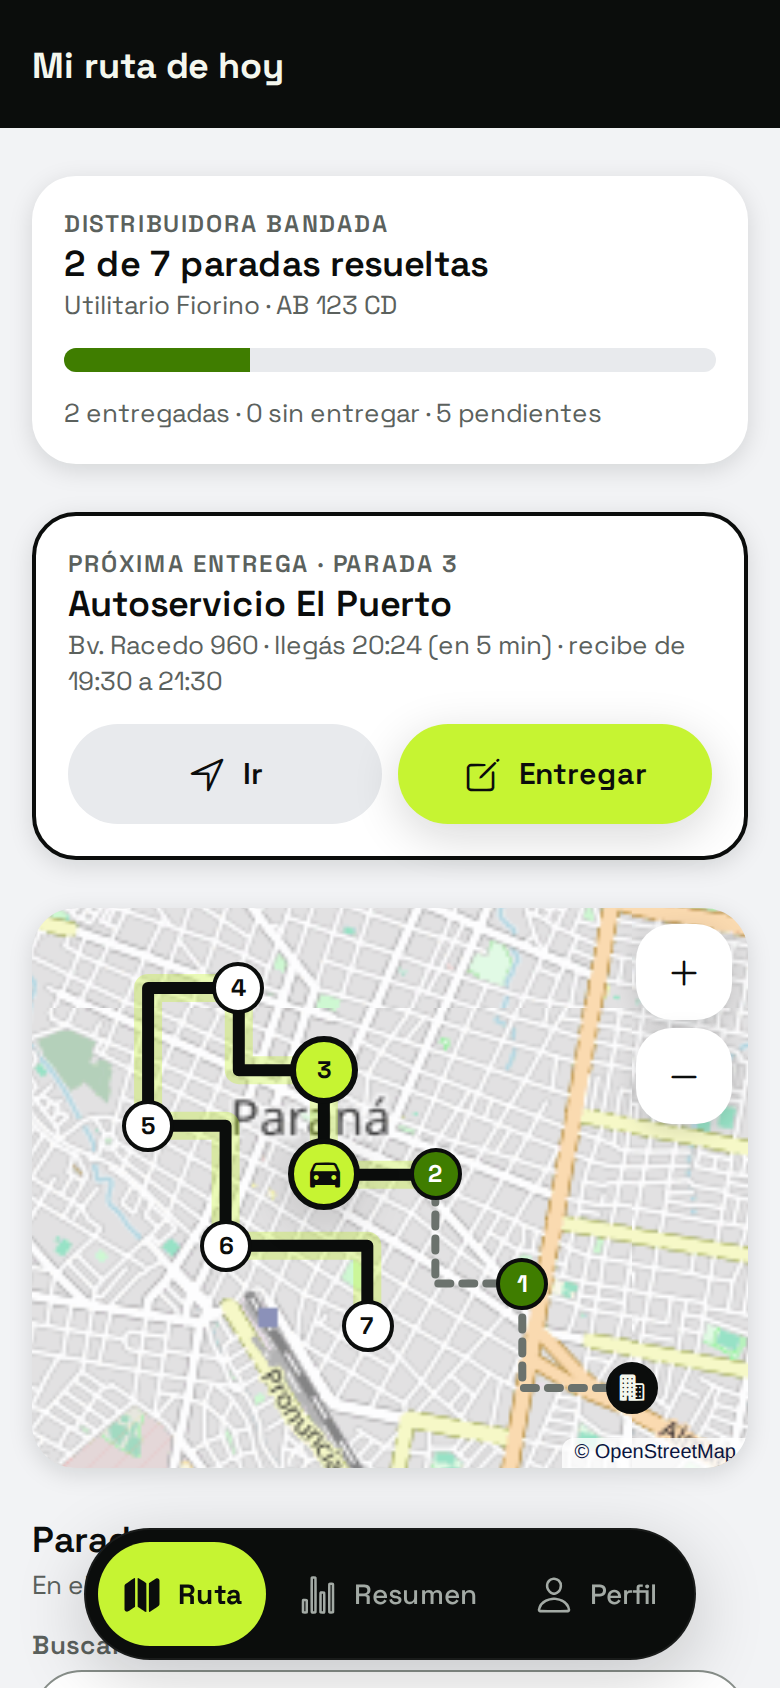 Mi ruta de hoy
DISTRIBUIDORA BANDADA
2 de 7 paradas resueltas
Utilitario Fiorino · AB 123 CD
2 entregadas · 0 sin entregar · 5 pendientes
PRÓXIMA ENTREGA · PARADA 3
Autoservicio El Puerto
Bv. Racedo 960 · llegás 20:24 (en 5 min) · recibe de
19:30 a 21:30
Ir
Entregar
4
3
Paraná
5
2
6
1
7
© OpenStreetMap
En
Ruta
Resumen
Perfil